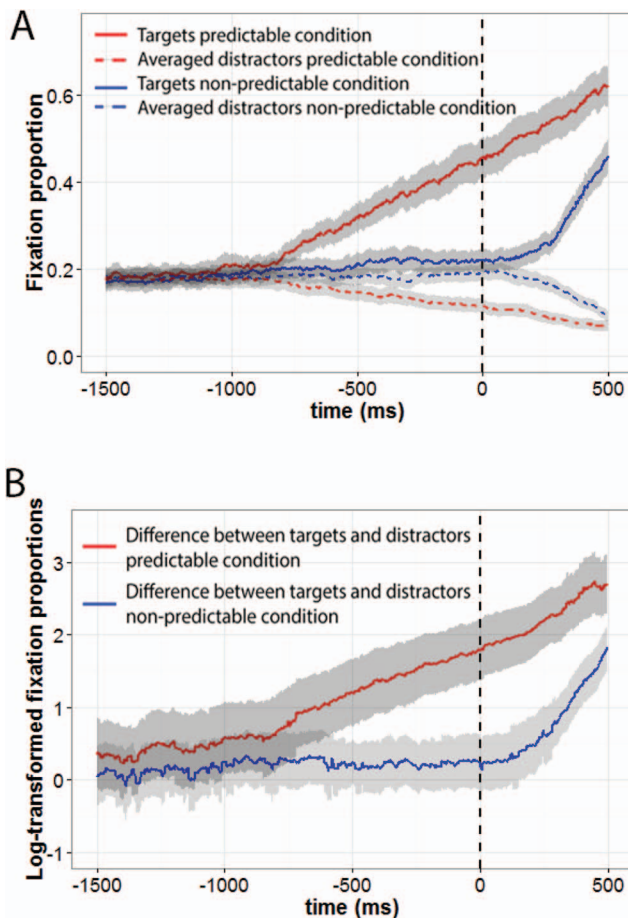 A
Targets predictable condition
Averaged distractors predictable condition
Targets non-predictable condition
Averaged distractors non-predictable condition
Fixation proportion
0.6
0.4
0.2
0.0
-1500
-1000
-500
0
500
time (ms)
B
Difference between targets and distractors
predictable condition
Difference between targets and distractors
non-predictable condition
Log-transformed fixation proportions
3
2
1
0
-1
-1500
-1000
-500
0
500
time (ms)